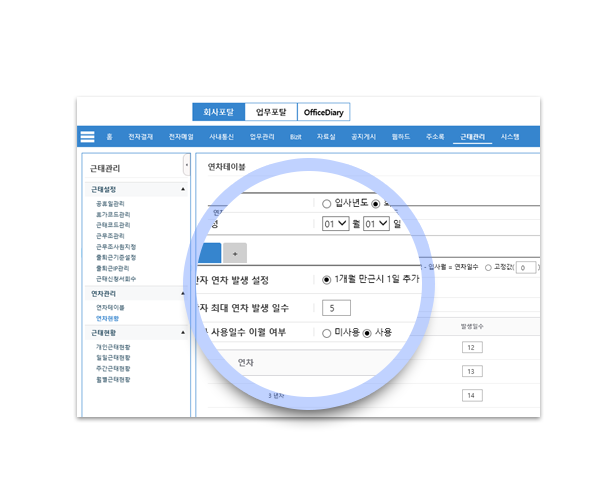 회사포탈 업무포탈 OfficeDiary
홈 전자결재 전자메일 사내통신 업무관리 Bizit 자료실 공지게시 웹하드 주소록 근태관리 시스템
근태관리
근태설정
공휴일관리
휴가코드관리
근태코드관리
근무조관리
근무조사원지정
출퇴근기준설정
출퇴근IP관리
근태신청서회수
연차관리
연차테이블
연차현황
근태현황
개인근태현황
일일근태현황
주간근태현황
월별근태현황
연차테이블
입사년도
01 월 01 일
+
연차 발생 설정 1개월 만근시 1일 추가
- 입사월 = 연차일수 고정값( 0 )
최대 연차 발생 일수 5
사용일수 이월 여부 미사용 사용
연차 발생일수
12
13
3 년차 14